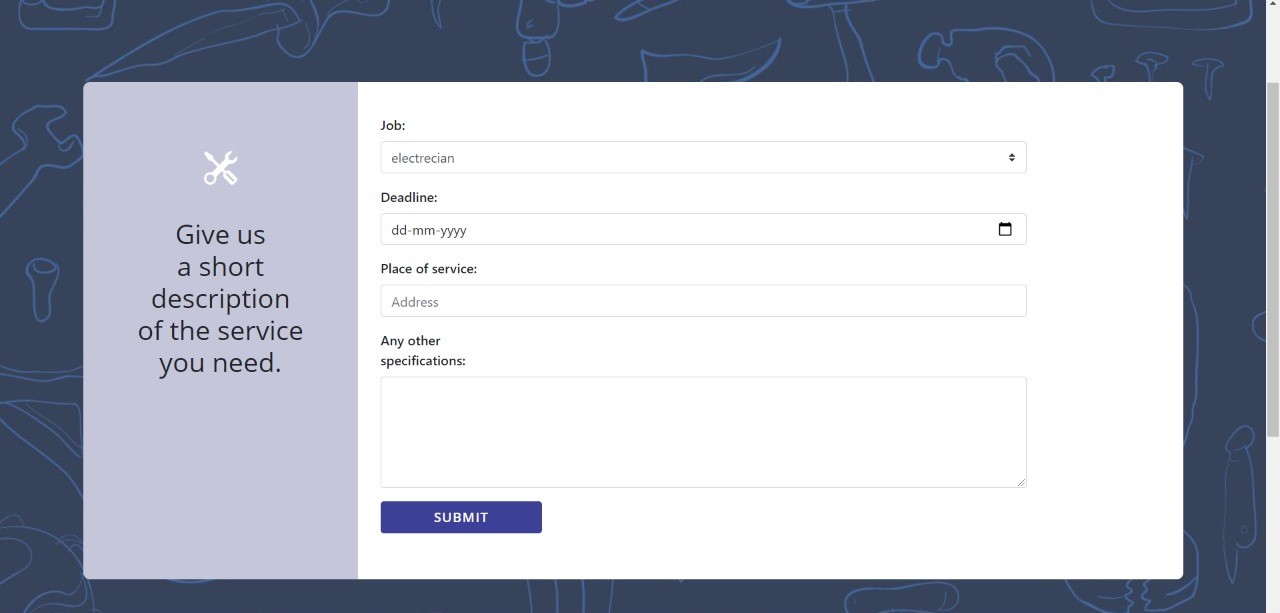 Give us
a short
description
of the service
you need.
Job:
electrecian
Deadline:
dd-mm-yyyy
Place of service:
Address
Any other
specifications:
SUBMIT